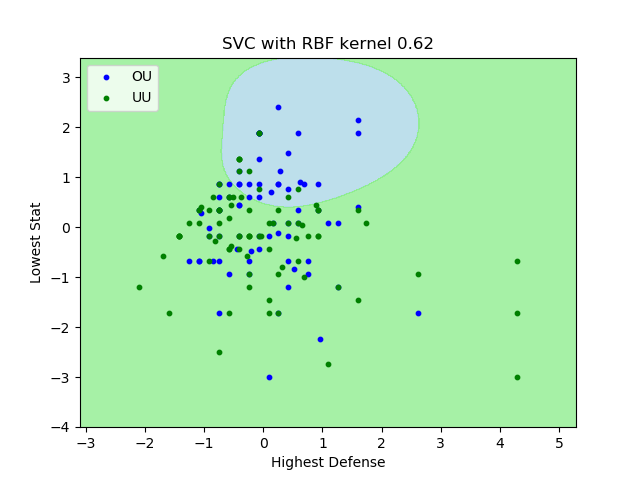 SVC with RBF kernel 0.62
OU
UU
3
2
1
0
−1
−2
−3
−4
Lowest Stat
−3 −2 −1 0 1 2 3 4 5
Highest Defense